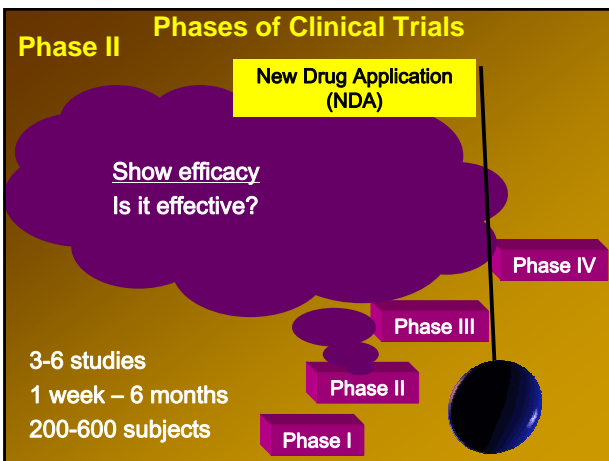 Phases of Clinical Trials
Phase II
New Drug Application
(NDA)
Show efficacy
Is it effective?
Phase IV
Phase III
Phase II
Phase I
3-6 studies
1 week – 6 months
200-600 subjects